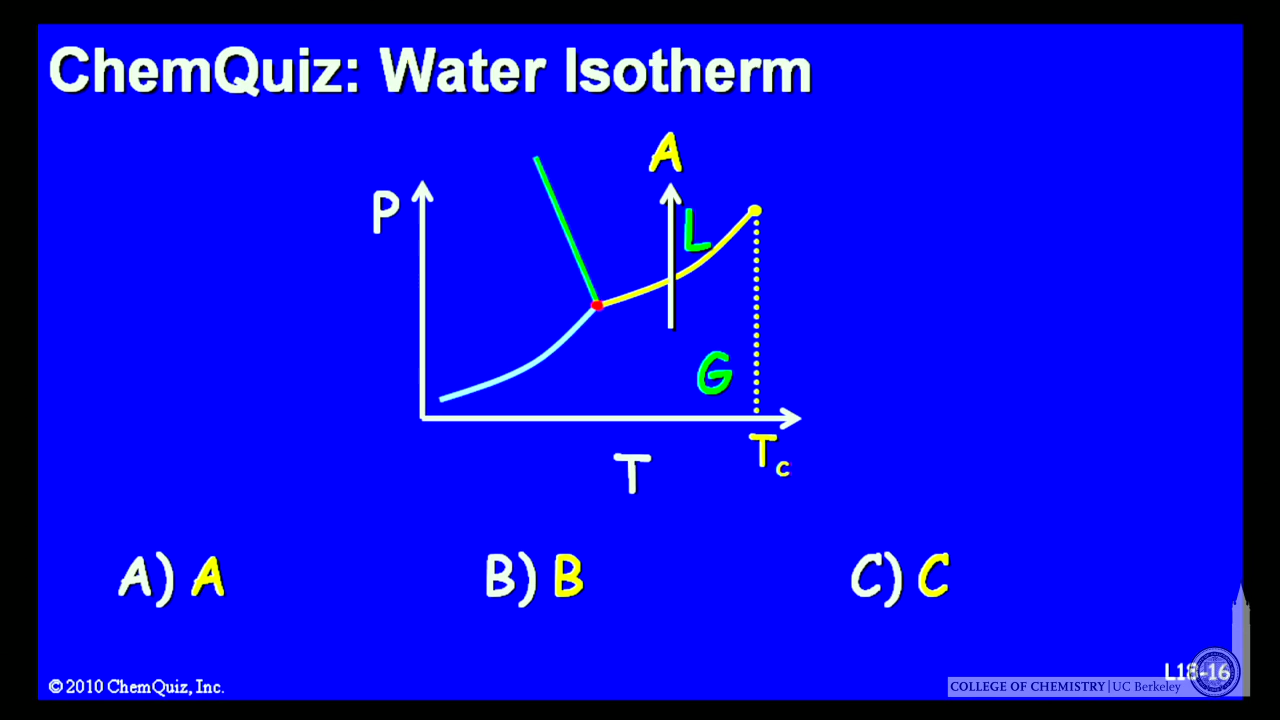 ChemQuiz: Water Isotherm
A
P
L
G
T
Tc
A) A
B) B
C) C
L18-16
© 2010 ChemQuiz, Inc.
COLLEGE OF CHEMISTRY | UC Berkeley